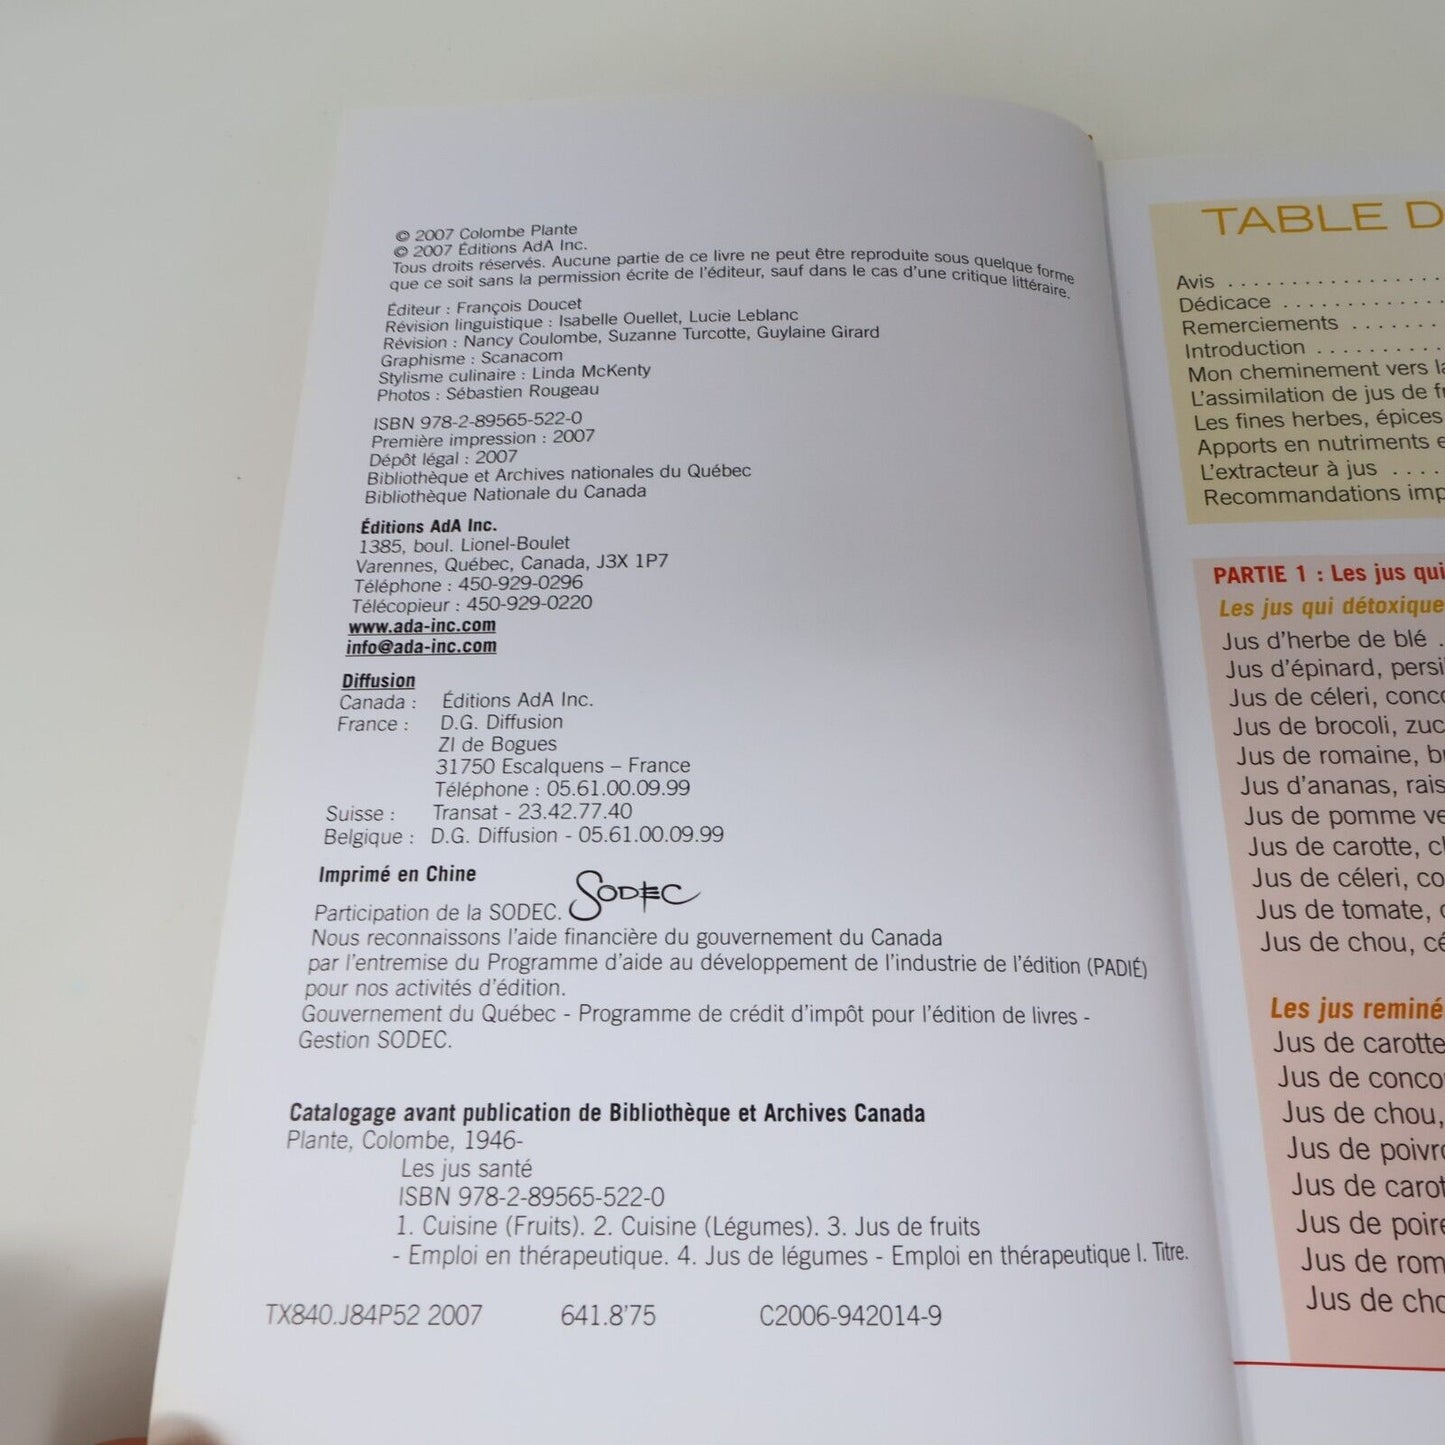 © 2007 Colombe Plante
© 2007 Éditions AdA Inc.
Tous droits réservés. Aucune partie de ce livre ne peut être reproduite sous quelque forme
que ce soit sans la permission écrite de l'éditeur, sauf dans le cas d'une critique littéraire.
Éditeur : François Doucet
Révision linguistique : Isabelle Ouellet, Lucie Leblanc
Révision : Nancy Coulombe, Suzanne Turcotte, Guylaine Girard
Graphisme : Scanacom
Stylisme culinaire : Linda McKenty
Photos : Sébastien Rougeau
ISBN 978-2-89565-522-0
Première impression : 2007
Dépôt légal : 2007
Bibliothèque et Archives nationales du Québec
Bibliothèque Nationale du Canada
Éditions AdA Inc.
1385, boul. Lionel-Boulet
Varennes, Québec, Canada, J3X 1P7
Téléphone : 450-929-0296
Télécopieur : 450-929-0220
www.ada-inc.com
info@ada-inc.com
Diffusion
Canada : Éditions AdA Inc.
France : D.G. Diffusion
ZI de Bogues
31750 Escalquens – France
Téléphone : 05.61.00.09.99
Suisse : Transat - 23.42.77.40
Belgique : D.G. Diffusion - 05.61.00.09.99
Imprimé en Chine
Participation de la SODEC. SODEC
Nous reconnaissons l'aide financière du gouvernement du Canada
par l'entremise du Programme d'aide au développement de l'industrie de l'édition (PADIÉ)
pour nos activités d'édition.
Gouvernement du Québec - Programme de crédit d'impôt pour l'édition de livres -
Gestion SODEC.
Catalogage avant publication de Bibliothèque et Archives Canada
Plante, Colombe, 1946-
Les jus santé
ISBN 978-2-89565-522-0
1. Cuisine (Fruits). 2. Cuisine (Légumes). 3. Jus de fruits
- Emploi en thérapeutique. 4. Jus de légumes - Emploi en thérapeutique I. Titre.
TX840.J84P52 2007 641.8'75 C2006-942014-9
TABLE D
Avis . . . . . . . . . . . . . . . . .
Dédicace . . . . . . . . . . . . .
Remerciements . . . . . . .
Introduction . . . . . . . . . .
Mon cheminement vers la
L'assimilation de jus de fr
Les fines herbes, épices
Apports en nutriments e
L'extracteur à jus . . . .
Recommandations imp
PARTIE 1 : Les jus qui
Les jus qui détoxique
Jus d'herbe de blé .
Jus d'épinard, persil
Jus de céleri, conco
Jus de brocoli, zuc
Jus de romaine, br
Jus d'ananas, rais
Jus de pomme ve
Jus de carotte, cl
Jus de céleri, co
Jus de tomate, c
Jus de chou, cé
Les jus reminé
Jus de carotte
Jus de conco
Jus de chou,
Jus de poivro
Jus de carot
Jus de poire
Jus de rom
Jus de cho